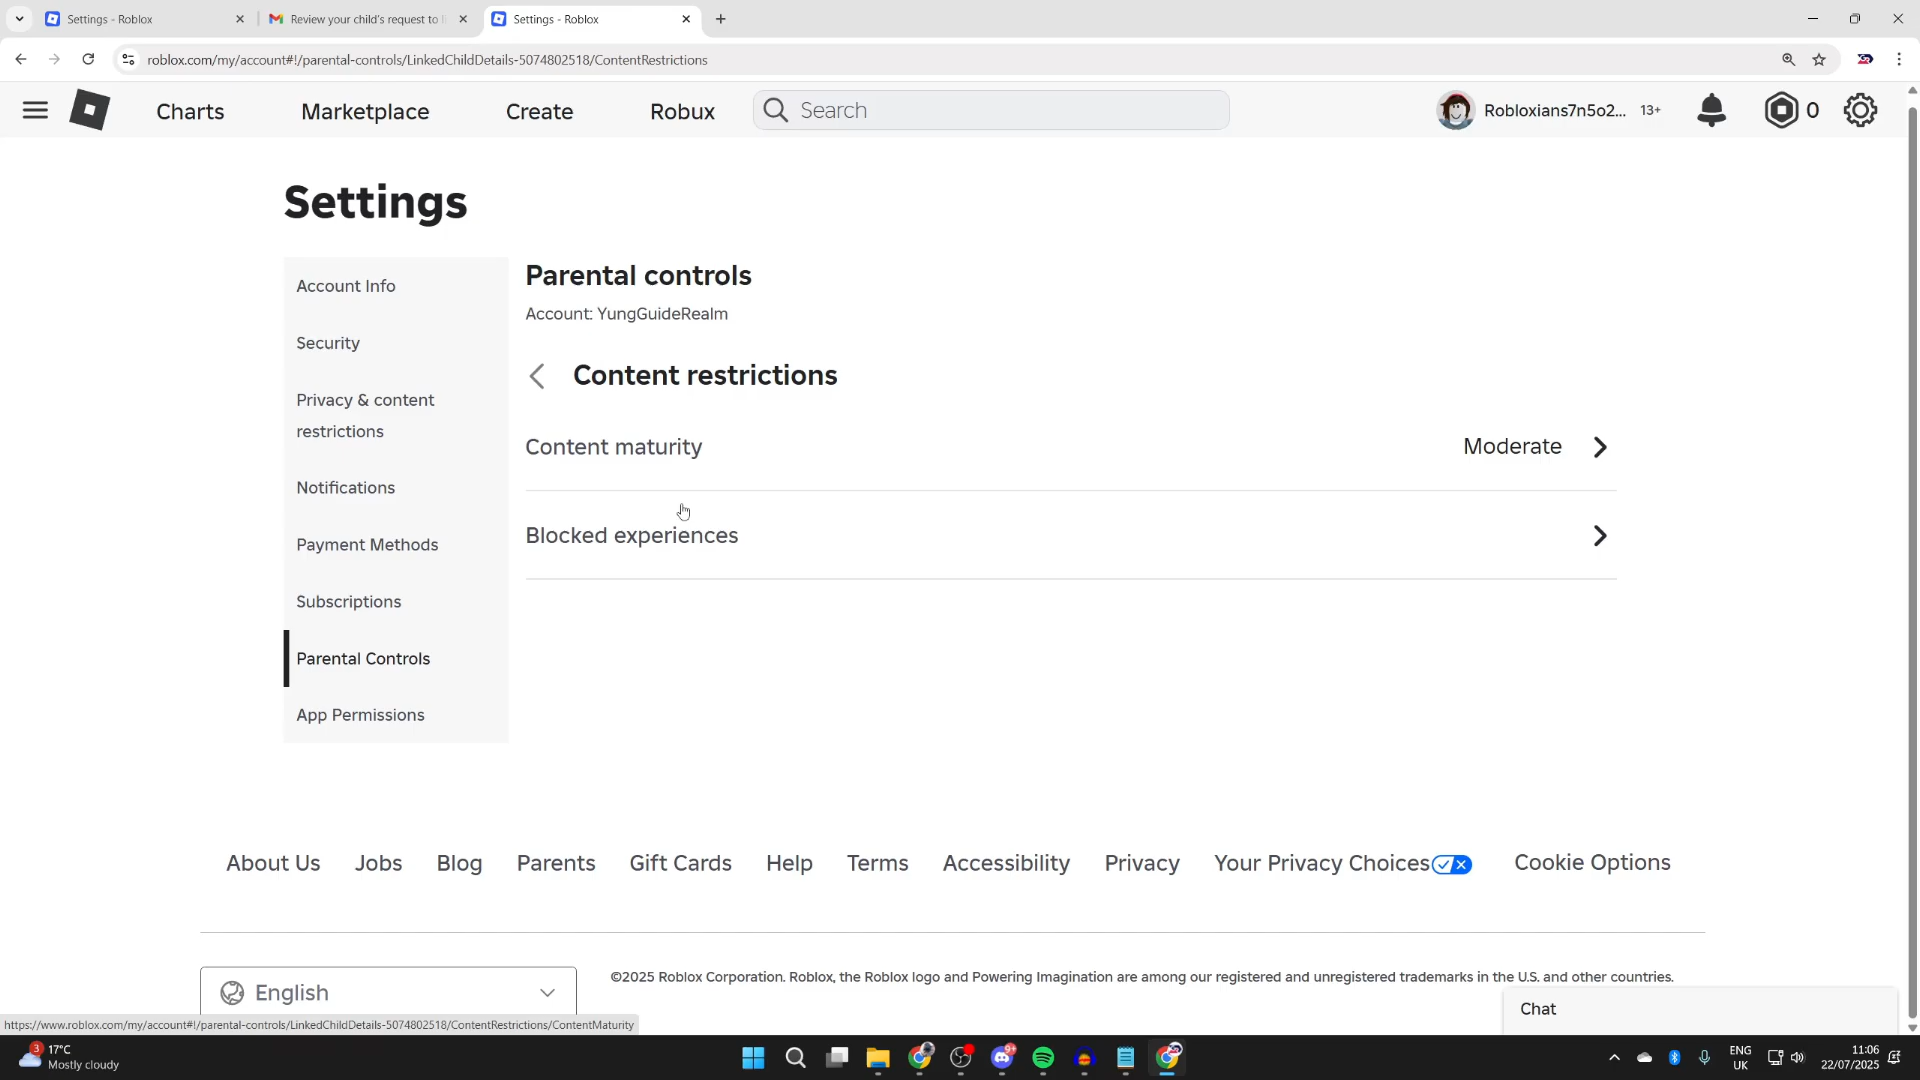 Settings - Roblox
Review your child's request to
Settings - Roblox
roblox.com/my/account#!/parental-controls/LinkedChildDetails-5074802518/ContentRestrictions
Charts
Marketplace
Create
Robux
Search
Robloxians7n5o2...
13+
0
Settings
Account Info
Security
Privacy & content
restrictions
Notifications
Payment Methods
Subscriptions
Parental Controls
App Permissions
Parental controls
Account: YungGuideRealm
Content restrictions
Content maturity
Moderate
Blocked experiences
About Us
Jobs
Blog
Parents
Gift Cards
Help
Terms
Accessibility
Privacy
Your Privacy Choices
Cookie Options
English
©2025 Roblox Corporation. Roblox, the Roblox logo and Powering Imagination are among our registered and unregistered trademarks in the U.S. and other countries.
Chat
https://www.roblox.com/my/account#!/parental-controls/LinkedChildDetails-5074802518/ContentRestrictions/ContentMaturity
3
17°C
Mostly cloudy
9+
ENG
UK
11:06
22/07/2025